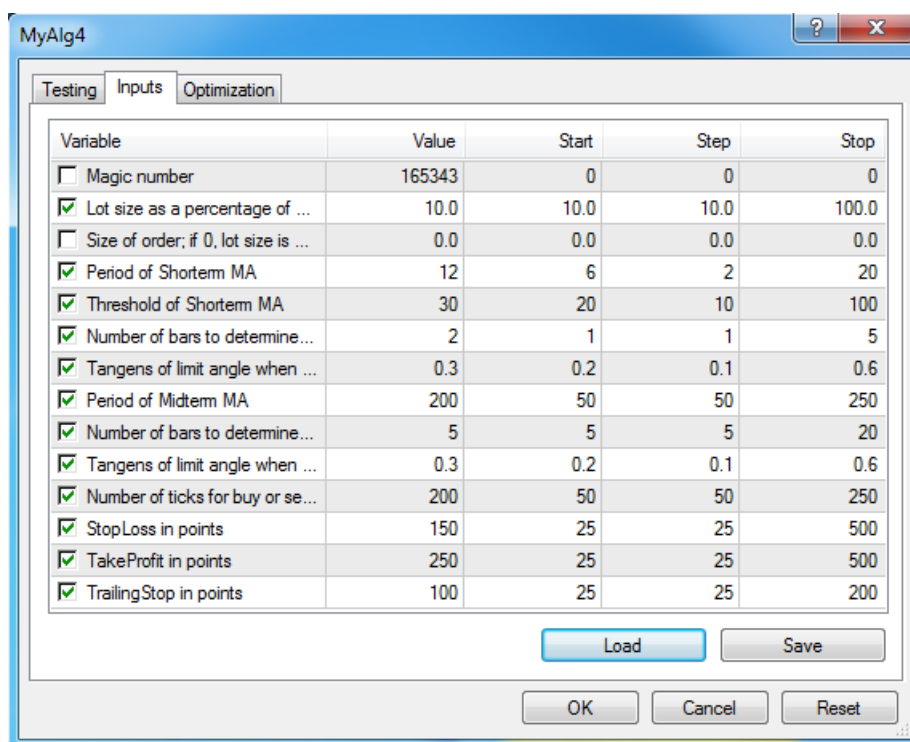 MyAlg4
?
X
Testing Inputs Optimization
Variable Value Start Step Stop
Magic number 165343 0 0 0
Lot size as a percentage of ... 10.0 10.0 10.0 100.0
Size of order; if 0, lot size is ... 0.0 0.0 0.0 0.0
Period of Shorterm MA 12 6 2 20
Threshold of Shorterm MA 30 20 10 100
Number of bars to determine... 2 1 1 5
Tangens of limit angle when ... 0.3 0.2 0.1 0.6
Period of Midterm MA 200 50 50 250
Number of bars to determine... 5 5 5 20
Tangens of limit angle when ... 0.3 0.2 0.1 0.6
Number of ticks for buy or se... 200 50 50 250
StopLoss in points 150 25 25 500
TakeProfit in points 250 25 25 500
TrailingStop in points 100 25 25 200
Load Save
OK Cancel Reset